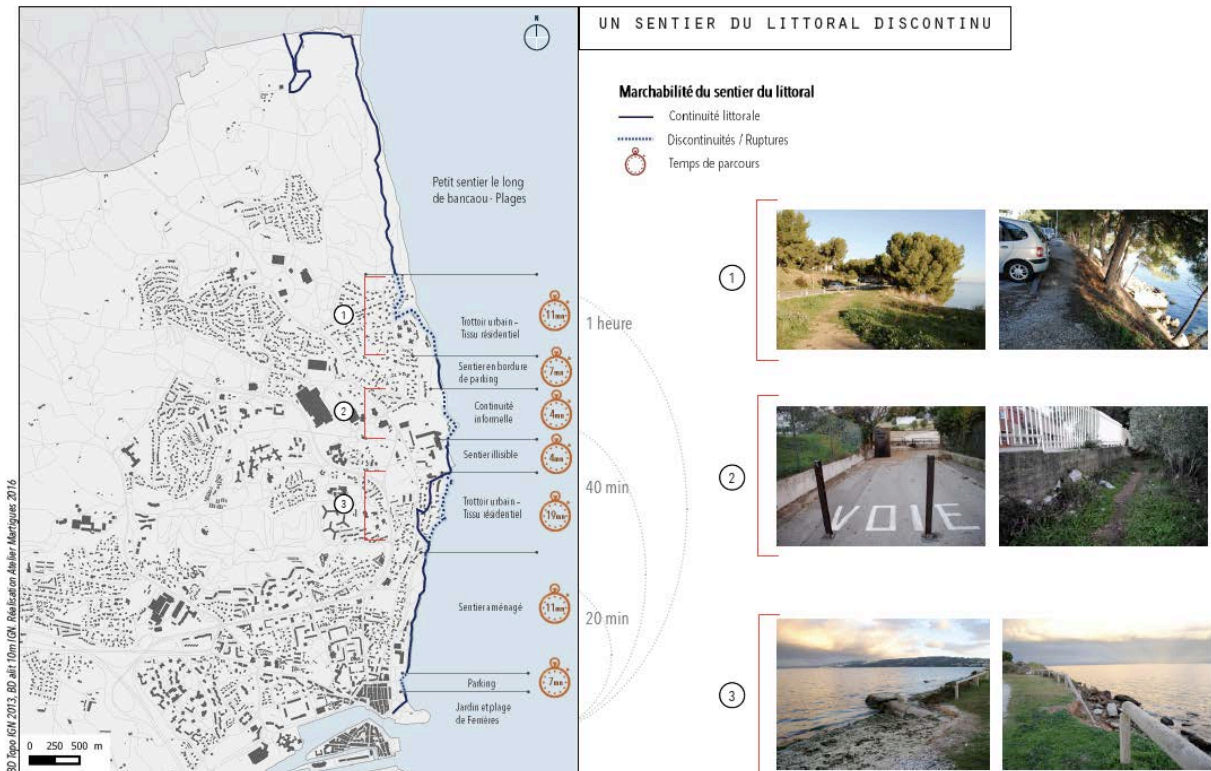 UN SENTIER DU LITTORAL DISCONTINU
N
Marchabilité du sentier du littoral
Continuité littorale
Discontinuités / Ruptures
Temps de parcours
Petit sentier le long
de bancaou - Plages
1
11mn
Trottoir urbain –
Tissu résidentiel
1 heure
7mn
Sentier en bordure
de parking
2
4mn
Continuité
informelle
4mn
Sentier illisible
40 min
3
19mn
Trottoir urbain –
Tissu résidentiel
11mn
Sentier aménagé
20 min
7mn
Parking
Jardin et plage
de Ferrières
0 250 500 m
BD Topo IGN 2013, BD alit 10m IGN. Réalisation Atelier Martigues 2016
1
2
VOIE
3